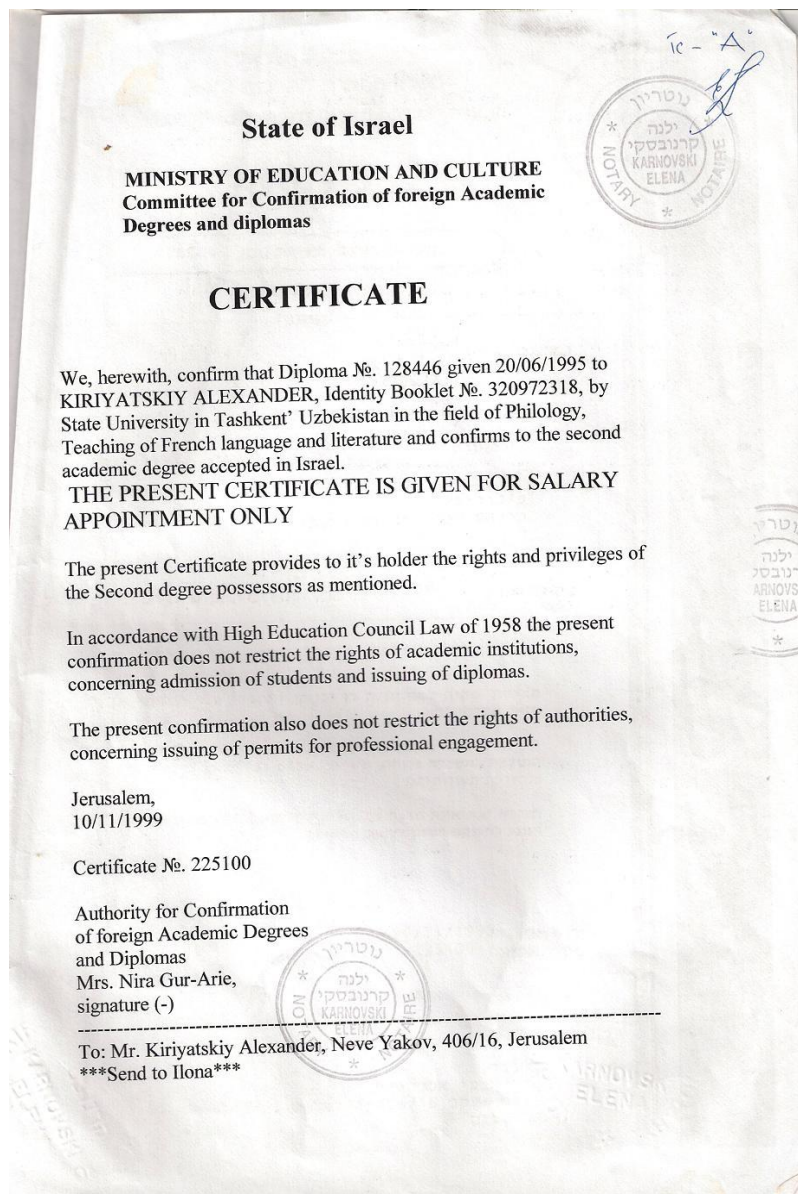 "A"
נוטריון
ילנה
קרנובסקי
KARNOVSKI
ELENA
NOTARY
NOTAIRE
State of Israel
MINISTRY OF EDUCATION AND CULTURE
Committee for Confirmation of foreign Academic
Degrees and diplomas
CERTIFICATE
We, herewith, confirm that Diploma №. 128446 given 20/06/1995 to
KIRIYATSKIY ALEXANDER, Identity Booklet №. 320972318, by
State University in Tashkent' Uzbekistan in the field of Philology,
Teaching of French language and literature and confirms to the second
academic degree accepted in Israel.
THE PRESENT CERTIFICATE IS GIVEN FOR SALARY
APPOINTMENT ONLY
The present Certificate provides to it's holder the rights and privileges of
the Second degree possessors as mentioned.
In accordance with High Education Council Law of 1958 the present
confirmation does not restrict the rights of academic institutions,
concerning admission of students and issuing of diplomas.
The present confirmation also does not restrict the rights of authorities,
concerning issuing of permits for professional engagement.
ילנה
ELENA
Jerusalem,
10/11/1999
Certificate №. 225100
Authority for Confirmation
of foreign Academic Degrees
and Diplomas
Mrs. Nira Gur-Arie,
signature (-)
נוטריון
ילנה
קרנובסקי
KARNOVSKI
ELENA
NOTAIRE
To: Mr. Kiriyatskiy Alexander, Neve Yakov, 406/16, Jerusalem
***Send to Ilona***
ELENA